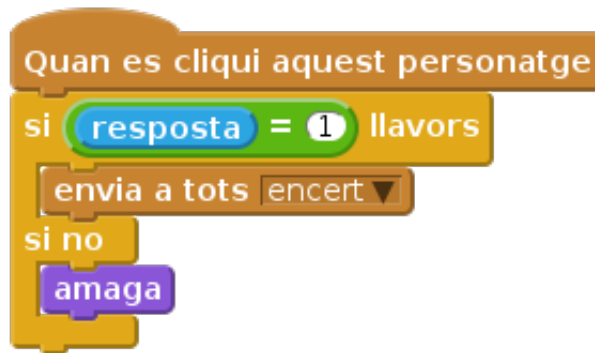 Quan es cliqui aquest personatge
si resposta = 1 llavors
envia a tots encert
si no
amaga